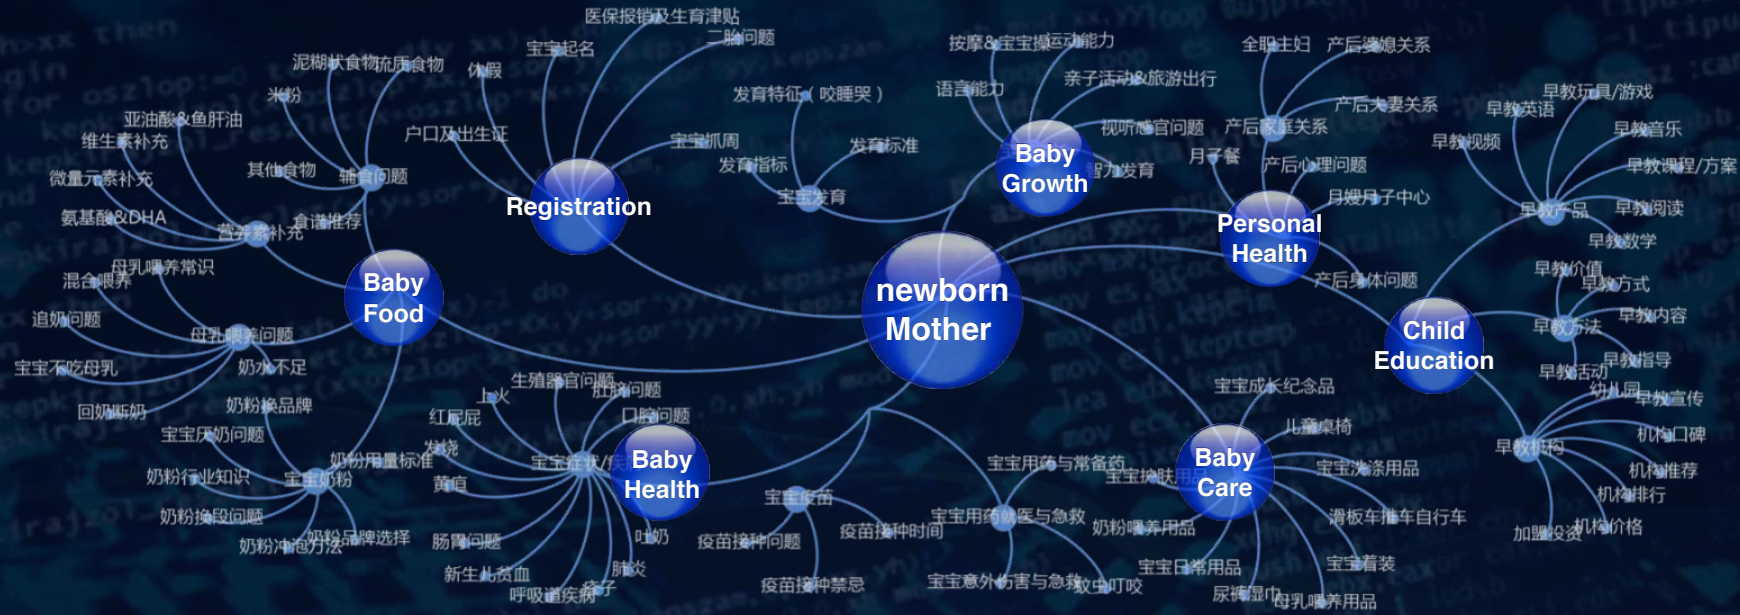 newborn
Mother
Registration
医保报销及生育津贴
二胎问题
宝宝起名
休假
户口及出生证
宝宝抓周
Baby
Food
泥糊状食物
流质食物
米粉
其他食物
辅食问题
食谱推荐
亚油酸&鱼肝油
维生素补充
微量元素补充
氨基酸&DHA
营养素补充
母乳喂养常识
混合喂养
追奶问题
母乳喂养问题
宝宝不吃母乳
奶水不足
回奶断奶
奶粉换品牌
宝宝厌奶问题
奶粉用量标准
奶粉行业知识
宝宝奶粉
奶粉换段问题
奶粉冲泡方法
奶粉品牌选择
Baby
Health
生殖器官问题
肚脐问题
上火
口腔问题
红屁屁
发烧
宝宝症状/疾
黄疸
肠胃问题
吐奶
新生儿贫血
肺炎
呼吸道疾病
痱子
宝宝疫苗
疫苗接种问题
疫苗接种时间
疫苗接种禁忌
宝宝用药与常备药
宝宝用药就医与急救
宝宝意外伤害与急救
蚊虫叮咬
Baby
Growth
按摩&宝宝操
运动能力
语言能力
亲子活动&旅游出行
视听感官问题
智力发育
发育特征（咬睡哭）
发育指标
发育标准
宝宝发育
Personal
Health
全职主妇
产后婆媳关系
产后夫妻关系
产后家庭关系
月子餐
产后心理问题
月嫂月子中心
产后身体问题
Child
Education
早教玩具/游戏
早教英语
早教音乐
早教视频
早教课程/方案
早教产品
早教阅读
早教数学
早教价值
早教方式
早教内容
早教方法
早教指导
早教活动
幼儿园
早教宣传
机构口碑
早教机构
机构推荐
机构排行
机构价格
加盟投资
Baby
Care
宝宝成长纪念品
儿童桌椅
宝宝洗涤用品
宝宝护肤用
滑板车推车自行车
奶粉喂养用品
宝宝着装
宝宝日常用品
尿裤湿巾
母乳喂养用品